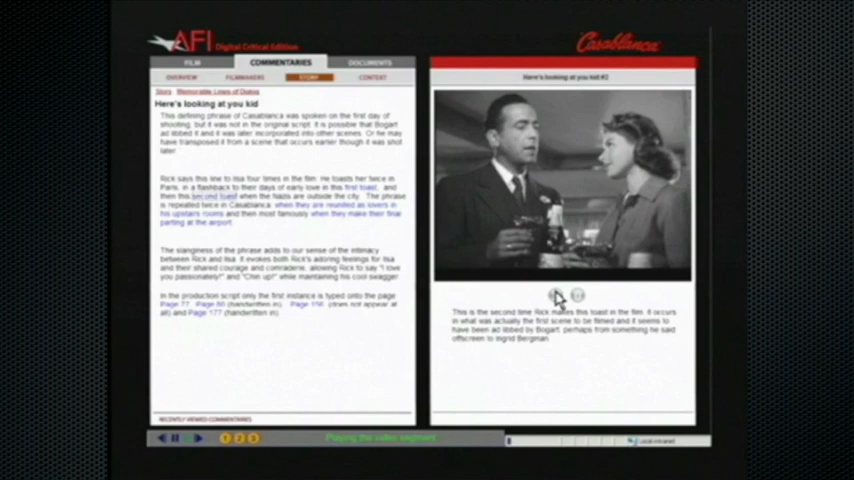 AFI Digital Critical Edition
Casablanca
FILM
COMMENTARIES
DOCUMENTS
OVERVIEW
FILMMAKERS
STORY
CONTEXT
Story Memorable Lines of Dialog
Here's looking at you kid
This defining phrase of Casablanca was spoken on the first day of
shooting, but it was not in the original script. It is possible that Bogart
ad libbed it and it was later incorporated into other scenes. Or he may
have transposed it from a scene that occurs earlier though it was shot
later.
Rick says this line to Ilsa four times in the film. He toasts her twice in
Paris, in a flashback to their days of early love in this first toast, and
then this second toast when the Nazis are outside the city. The phrase
is repeated twice in Casablanca, when they are reunited as lovers in
his upstairs rooms and then most famously when they make their final
parting at the airport.
The slanginess of the phrase adds to our sense of the intimacy
between Rick and Ilsa. It evokes both Rick's adoring feelings for Ilsa
and their shared courage and comraderie, allowing Rick to say "I love
you passionately!" and "Chin up!" while maintaining his cool swagger.
In the production script only the first instance is typed onto the page
Page 77 (handwritten in). (does not appear at
all) and Page 177 (handwritten in).
RECENTLY VIEWED COMMENTARIES
Here's looking at you kid #2
This is the second time Rick makes this toast in the film. It occurs
in what was actually the first scene to be filmed and it seems to
have been ad libbed by Bogart, perhaps from something he said
offscreen to Ingrid Bergman.
1 2 3
Playing the video segment
Local intranet